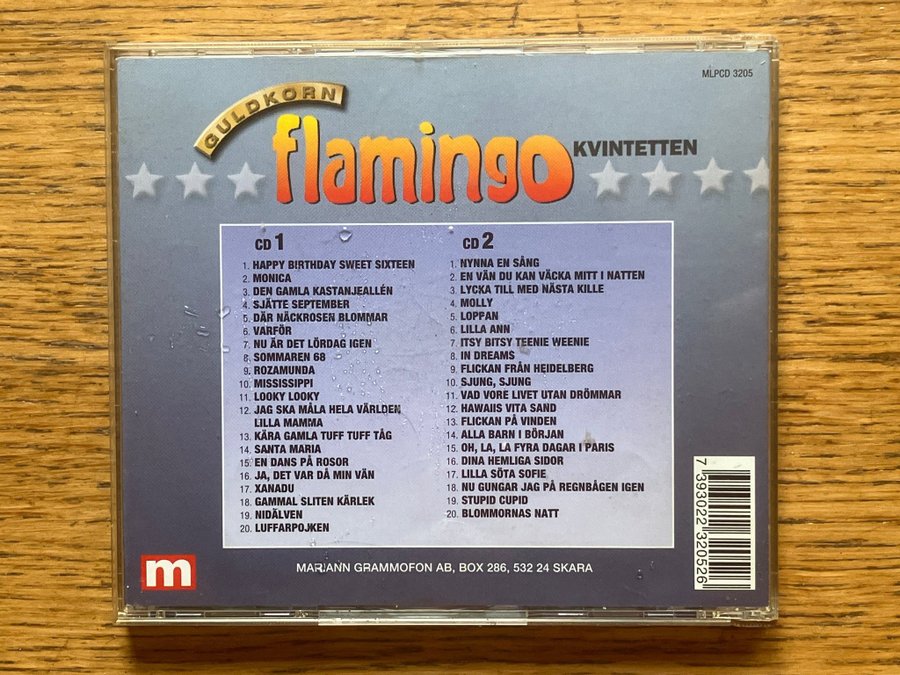 MLPCD 3205
GULDKORN
flamingo KVINTETTEN
CD 1
1. HAPPY BIRTHDAY SWEET SIXTEEN
2. MONICA
3. DEN GAMLA KASTANJEALLÉN
4. SJÄTTE SEPTEMBER
5. DÄR NÄCKROSEN BLOMMAR
6. VARFÖR
7. NU ÄR DET LÖRDAG IGEN
8. SOMMAREN 68
9. ROZAMUNDA
10. MISSISSIPPI
11. LOOKY LOOKY
12. JAG SKA MÅLA HELA VÄRLDEN
LILLA MAMMA
13. KÄRA GAMLA TUFF TUFF TÅG
14. SANTA MARIA
15. EN DANS PÅ ROSOR
16. JA, DET VAR DÅ MIN VÄN
17. XANADU
18. GAMMAL SLITEN KÄRLEK
19. NIDÄLVEN
20. LUFFARPOJKEN
CD 2
1. NYNNA EN SÅNG
2. EN VÄN DU KAN VÄCKA MITT I NATTEN
3. LYCKA TILL MED NÄSTA KILLE
4. MOLLY
5. LOPPAN
6. LILLA ANN
7. ITSY BITSY TEENIE WEENIE
8. IN DREAMS
9. FLICKAN FRÅN HEIDELBERG
10. SJUNG, SJUNG
11. VAD VORE LIVET UTAN DRÖMMAR
12. HAWAIIS VITA SAND
13. FLICKAN PÅ VINDEN
14. ALLA BARN I BÖRJAN
15. OH, LA, LA FYRA DAGAR I PARIS
16. DINA HEMLIGA SIDOR
17. LILLA SÖTA SOFIE
18. NU GUNGAR JAG PÅ REGNBÅGEN IGEN
19. STUPID CUPID
20. BLOMMORNAS NATT
7 393022 320526
m
MARIANN GRAMMOFON AB, BOX 286, 532 24 SKARA